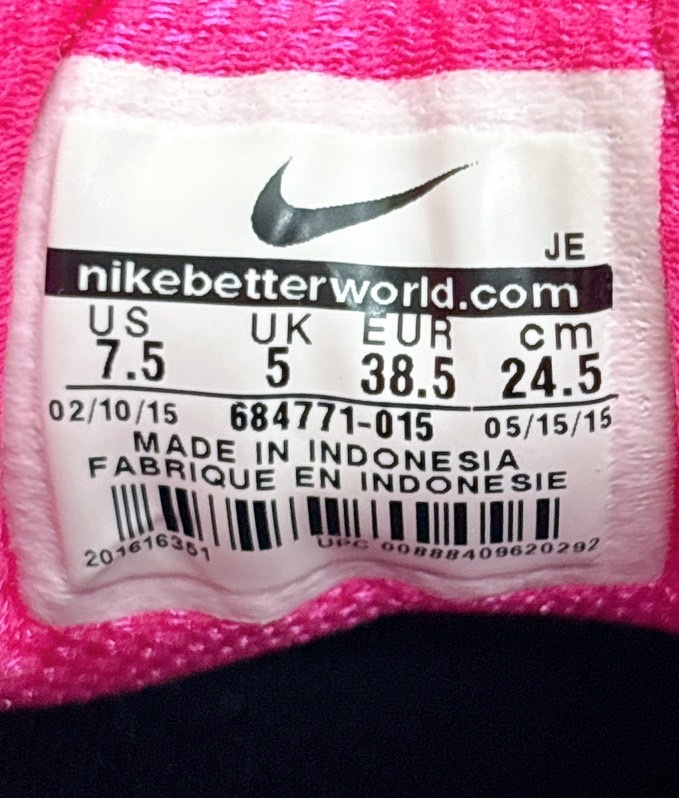 JE
nikebetterworld.com
US UK EUR cm
7.5 5 38.5 24.5
02/10/15 684771-015 05/15/15
MADE IN INDONESIA
FABRIQUE EN INDONESIE
201616351 UPC 00888409620292